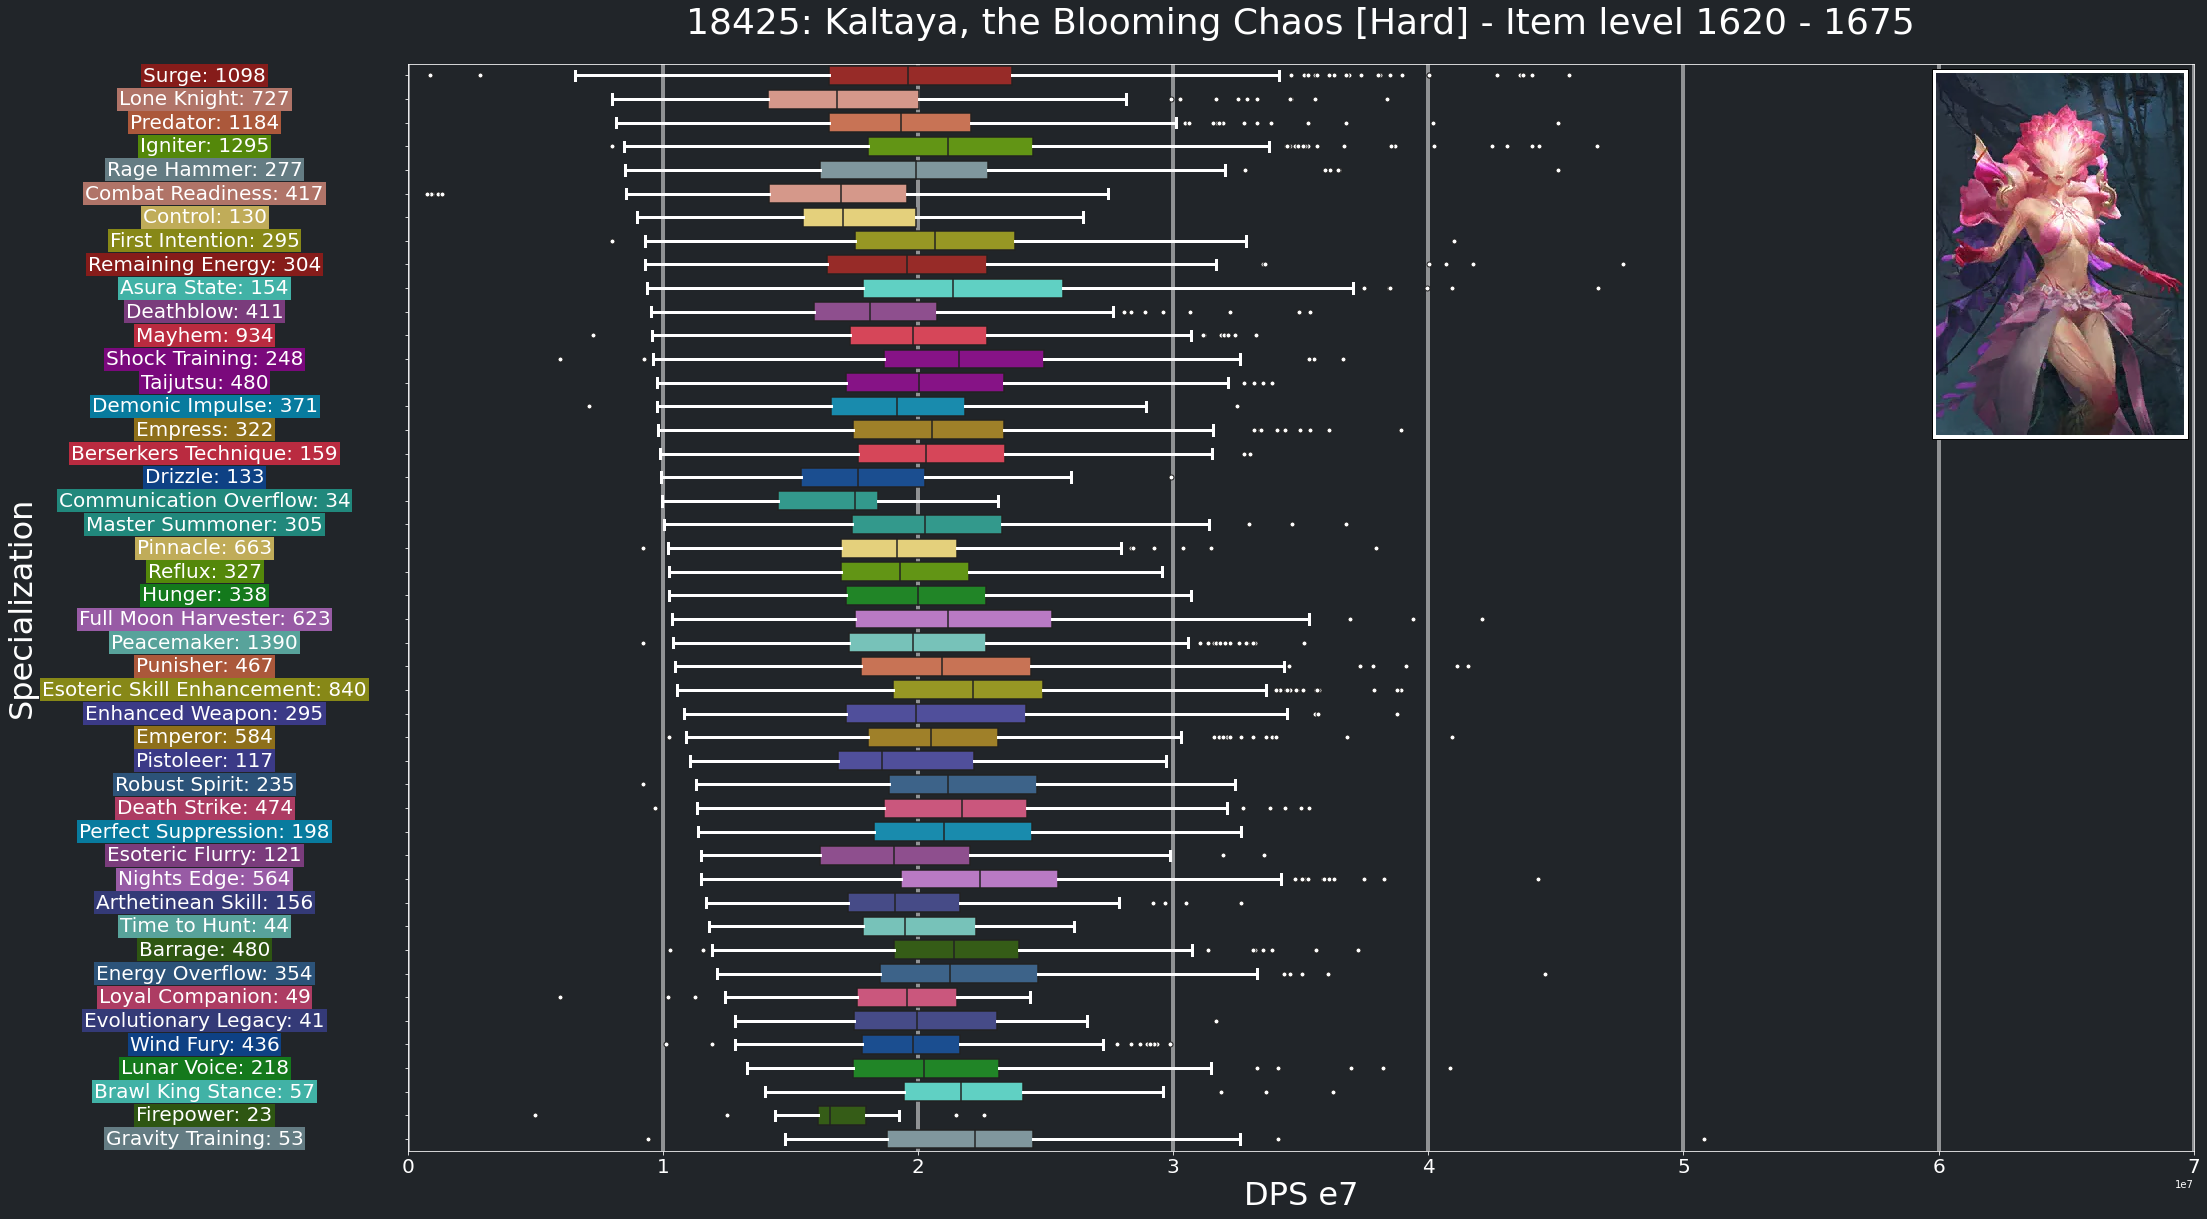 18425: Kaltaya, the Blooming Chaos [Hard] - Item level 1620 - 1675
Specialization
Surge: 1098
Lone Knight: 727
Predator: 1184
Igniter: 1295
Rage Hammer: 277
Combat Readiness: 417
Control: 130
First Intention: 295
Remaining Energy: 304
Asura State: 154
Deathblow: 411
Mayhem: 934
Shock Training: 248
Taijutsu: 480
Demonic Impulse: 371
Empress: 322
Berserkers Technique: 159
Drizzle: 133
Communication Overflow: 34
Master Summoner: 305
Pinnacle: 663
Reflux: 327
Hunger: 338
Full Moon Harvester: 623
Peacemaker: 1390
Punisher: 467
Esoteric Skill Enhancement: 840
Enhanced Weapon: 295
Emperor: 584
Pistoleer: 117
Robust Spirit: 235
Death Strike: 474
Perfect Suppression: 198
Esoteric Flurry: 121
Nights Edge: 564
Arthetinean Skill: 156
Time to Hunt: 44
Barrage: 480
Energy Overflow: 354
Loyal Companion: 49
Evolutionary Legacy: 41
Wind Fury: 436
Lunar Voice: 218
Brawl King Stance: 57
Firepower: 23
Gravity Training: 53
0 1 2 3 4 5 6 7
1e7
DPS e7